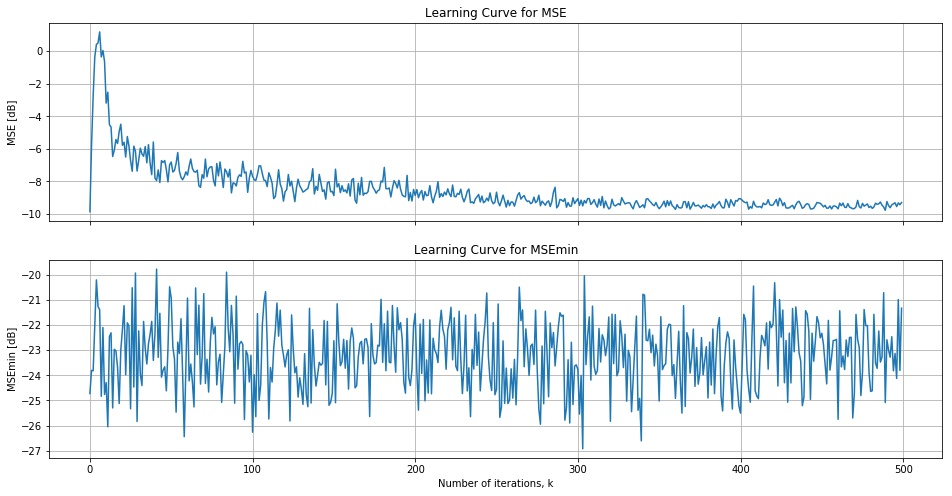 Learning Curve for MSE
MSE [dB]
0
−2
−4
−6
−8
−10
Learning Curve for MSEmin
MSEmin [dB]
−20
−21
−22
−23
−24
−25
−26
−27
0 100 200 300 400 500
Number of iterations, k